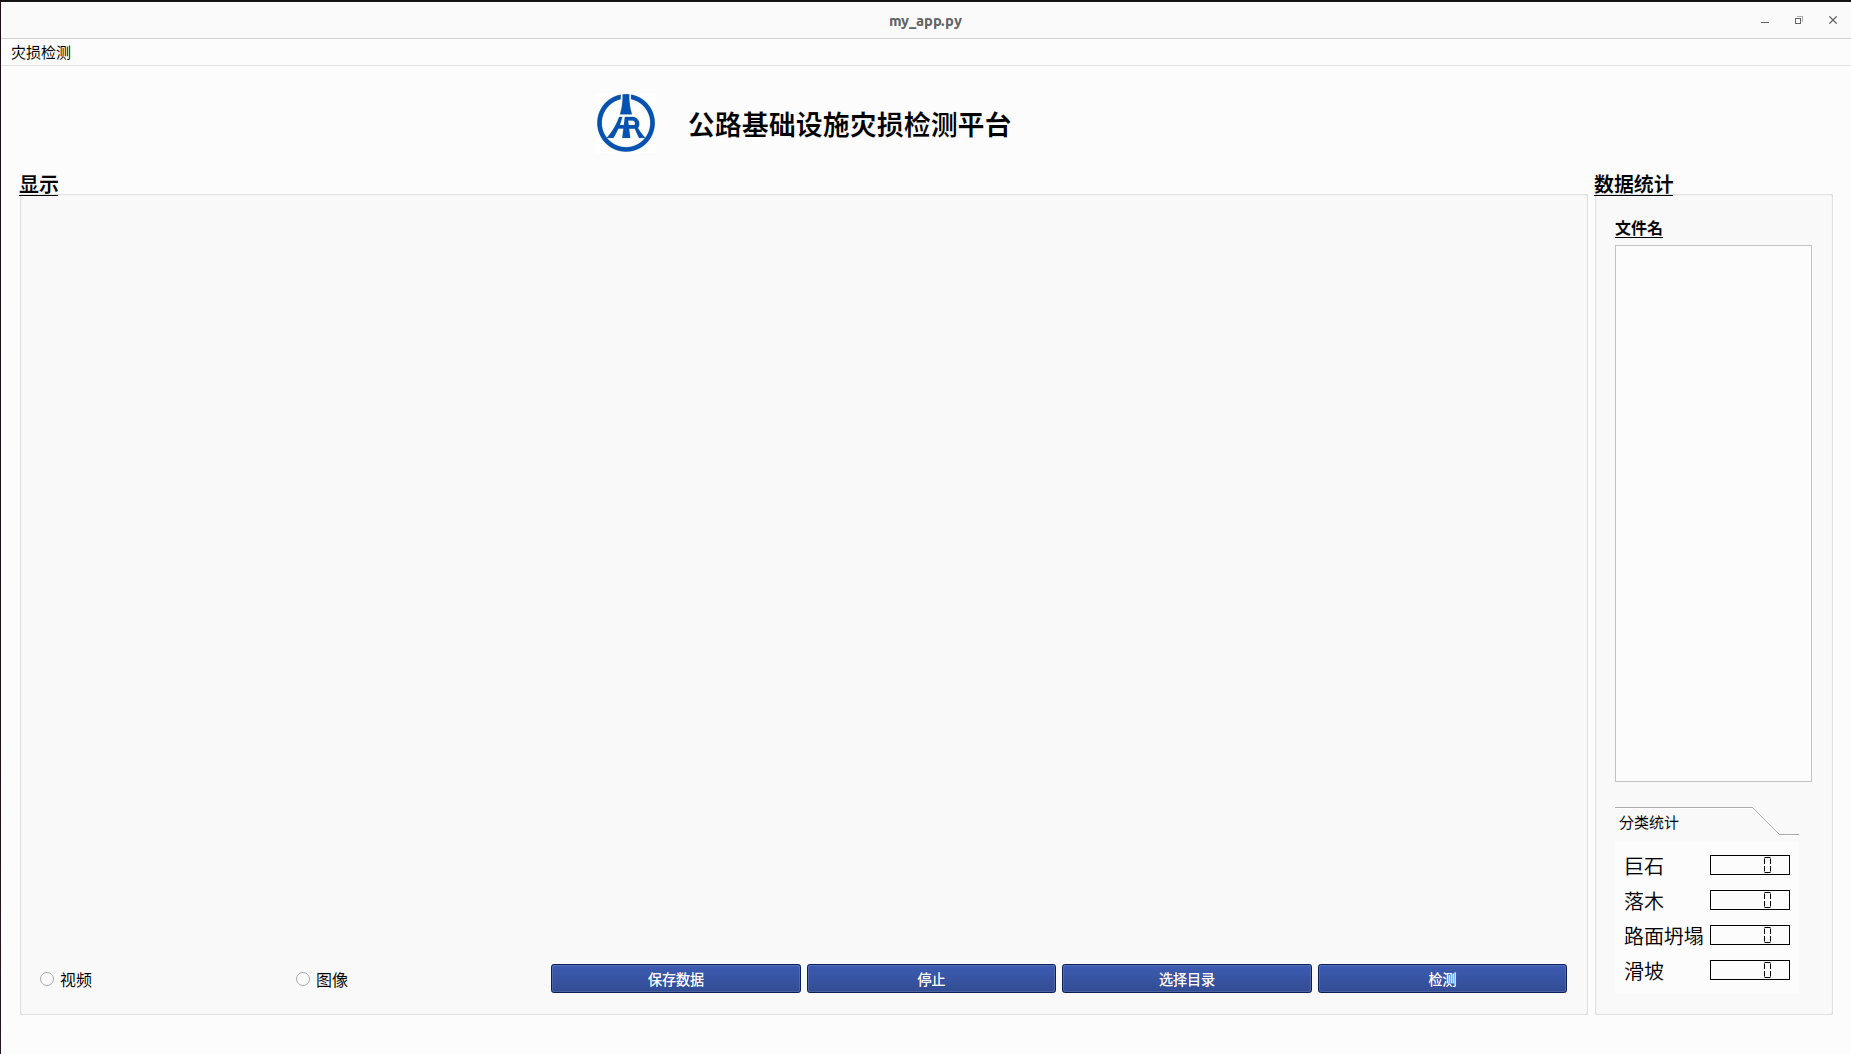 my_app.py
灾损检测
公路基础设施灾损检测平台
显示
数据统计
文件名
分类统计
巨石 0
落木 0
路面坍塌 0
滑坡 0
视频 图像 保存数据 停止 选择目录 检测